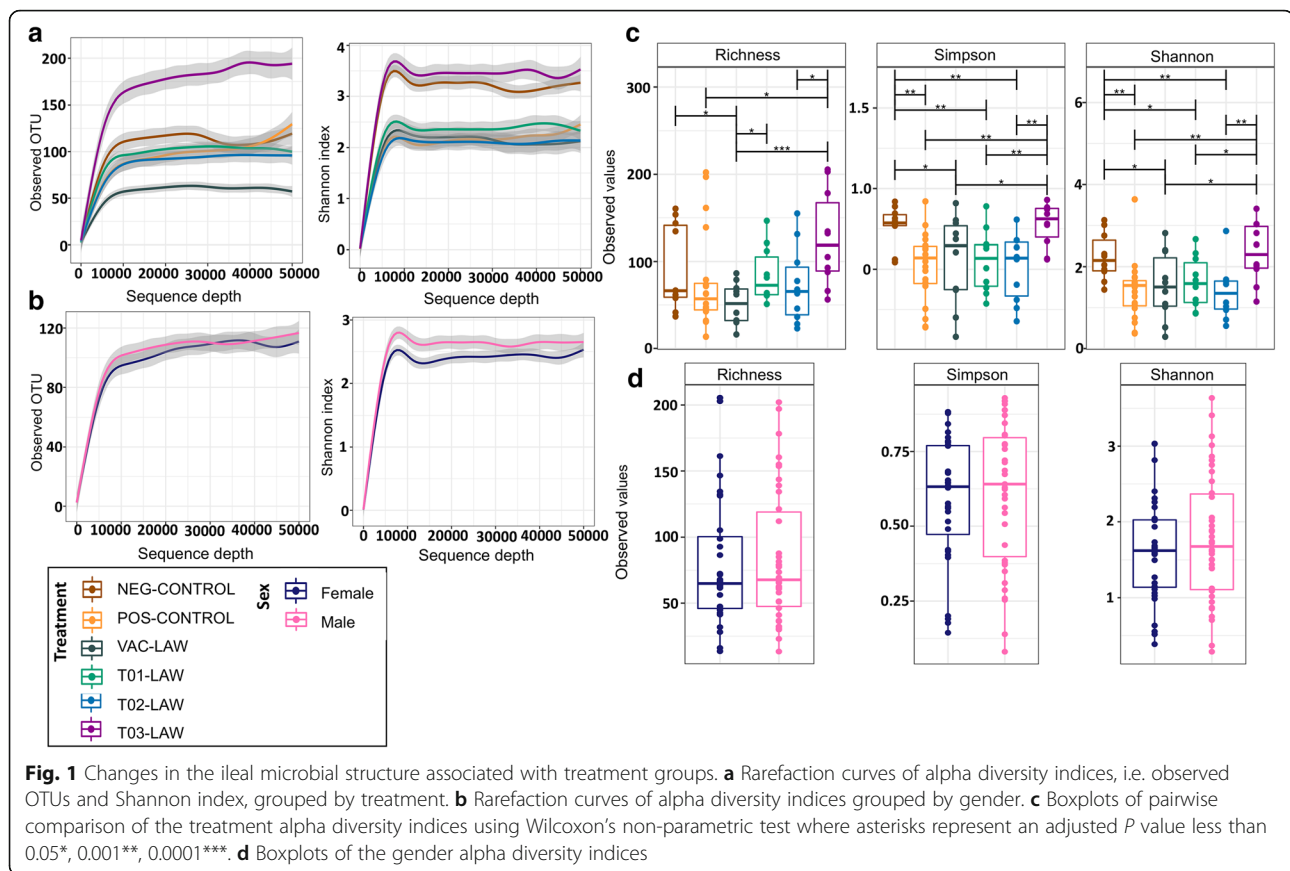 a
Observed OTU
200
150
100
50
0
0 10000 20000 30000 40000 50000
Sequence depth
Shannon index
4
3
2
1
0
0 10000 20000 30000 40000 50000
Sequence depth
b
Observed OTU
120
80
40
0
0 10000 20000 30000 40000 50000
Sequence depth
Shannon index
3
2
1
0
0 10000 20000 30000 40000 50000
Sequence depth
Treatment
NEG-CONTROL
POS-CONTROL
VAC-LAW
T01-LAW
T02-LAW
T03-LAW
Sex
Female
Male
c
Observed values
Richness
300
200
100
0
*
*
*
*
***
Simpson
1.5
1.0
0
**
**
**
**
**
**
*
*
Shannon
6
4
2
0
**
**
*
**
**
*
*
*
d
Observed values
Richness
200
150
100
50
Simpson
0.75
0.50
0.25
Shannon
3
2
1
Fig. 1 Changes in the ileal microbial structure associated with treatment groups. a Rarefaction curves of alpha diversity indices, i.e. observed
OTUs and Shannon index, grouped by treatment. b Rarefaction curves of alpha diversity indices grouped by gender. c Boxplots of pairwise
comparison of the treatment alpha diversity indices using Wilcoxon's non-parametric test where asterisks represent an adjusted P value less than
0.05*, 0.001**, 0.0001***. d Boxplots of the gender alpha diversity indices